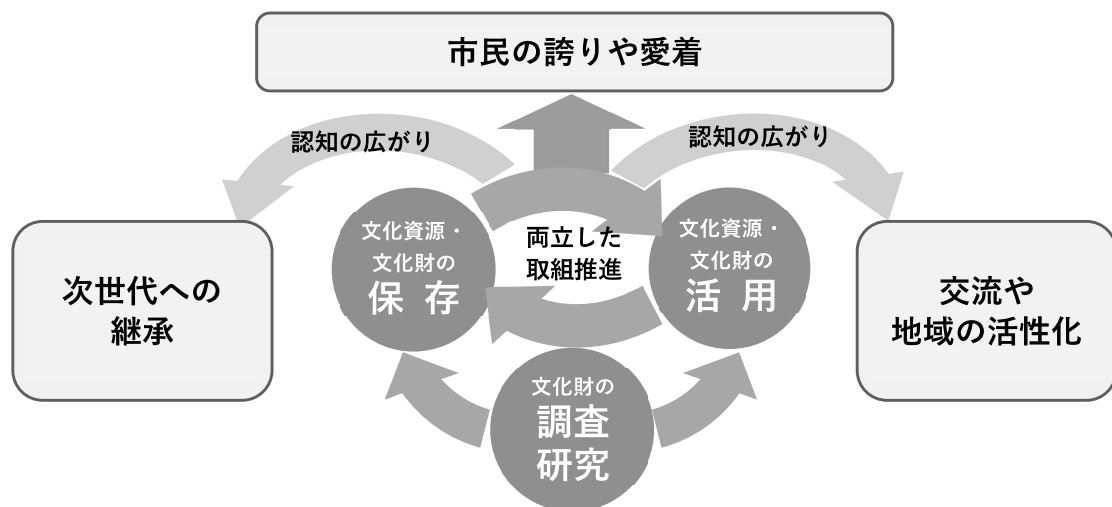 市民の誇りや愛着
認知の広がり
認知の広がり
文化資源・
文化財の
保 存
両立した
取組推進
文化資源・
文化財の
活 用
次世代への
継承
交流や
地域の活性化
文化財の
調査
研究